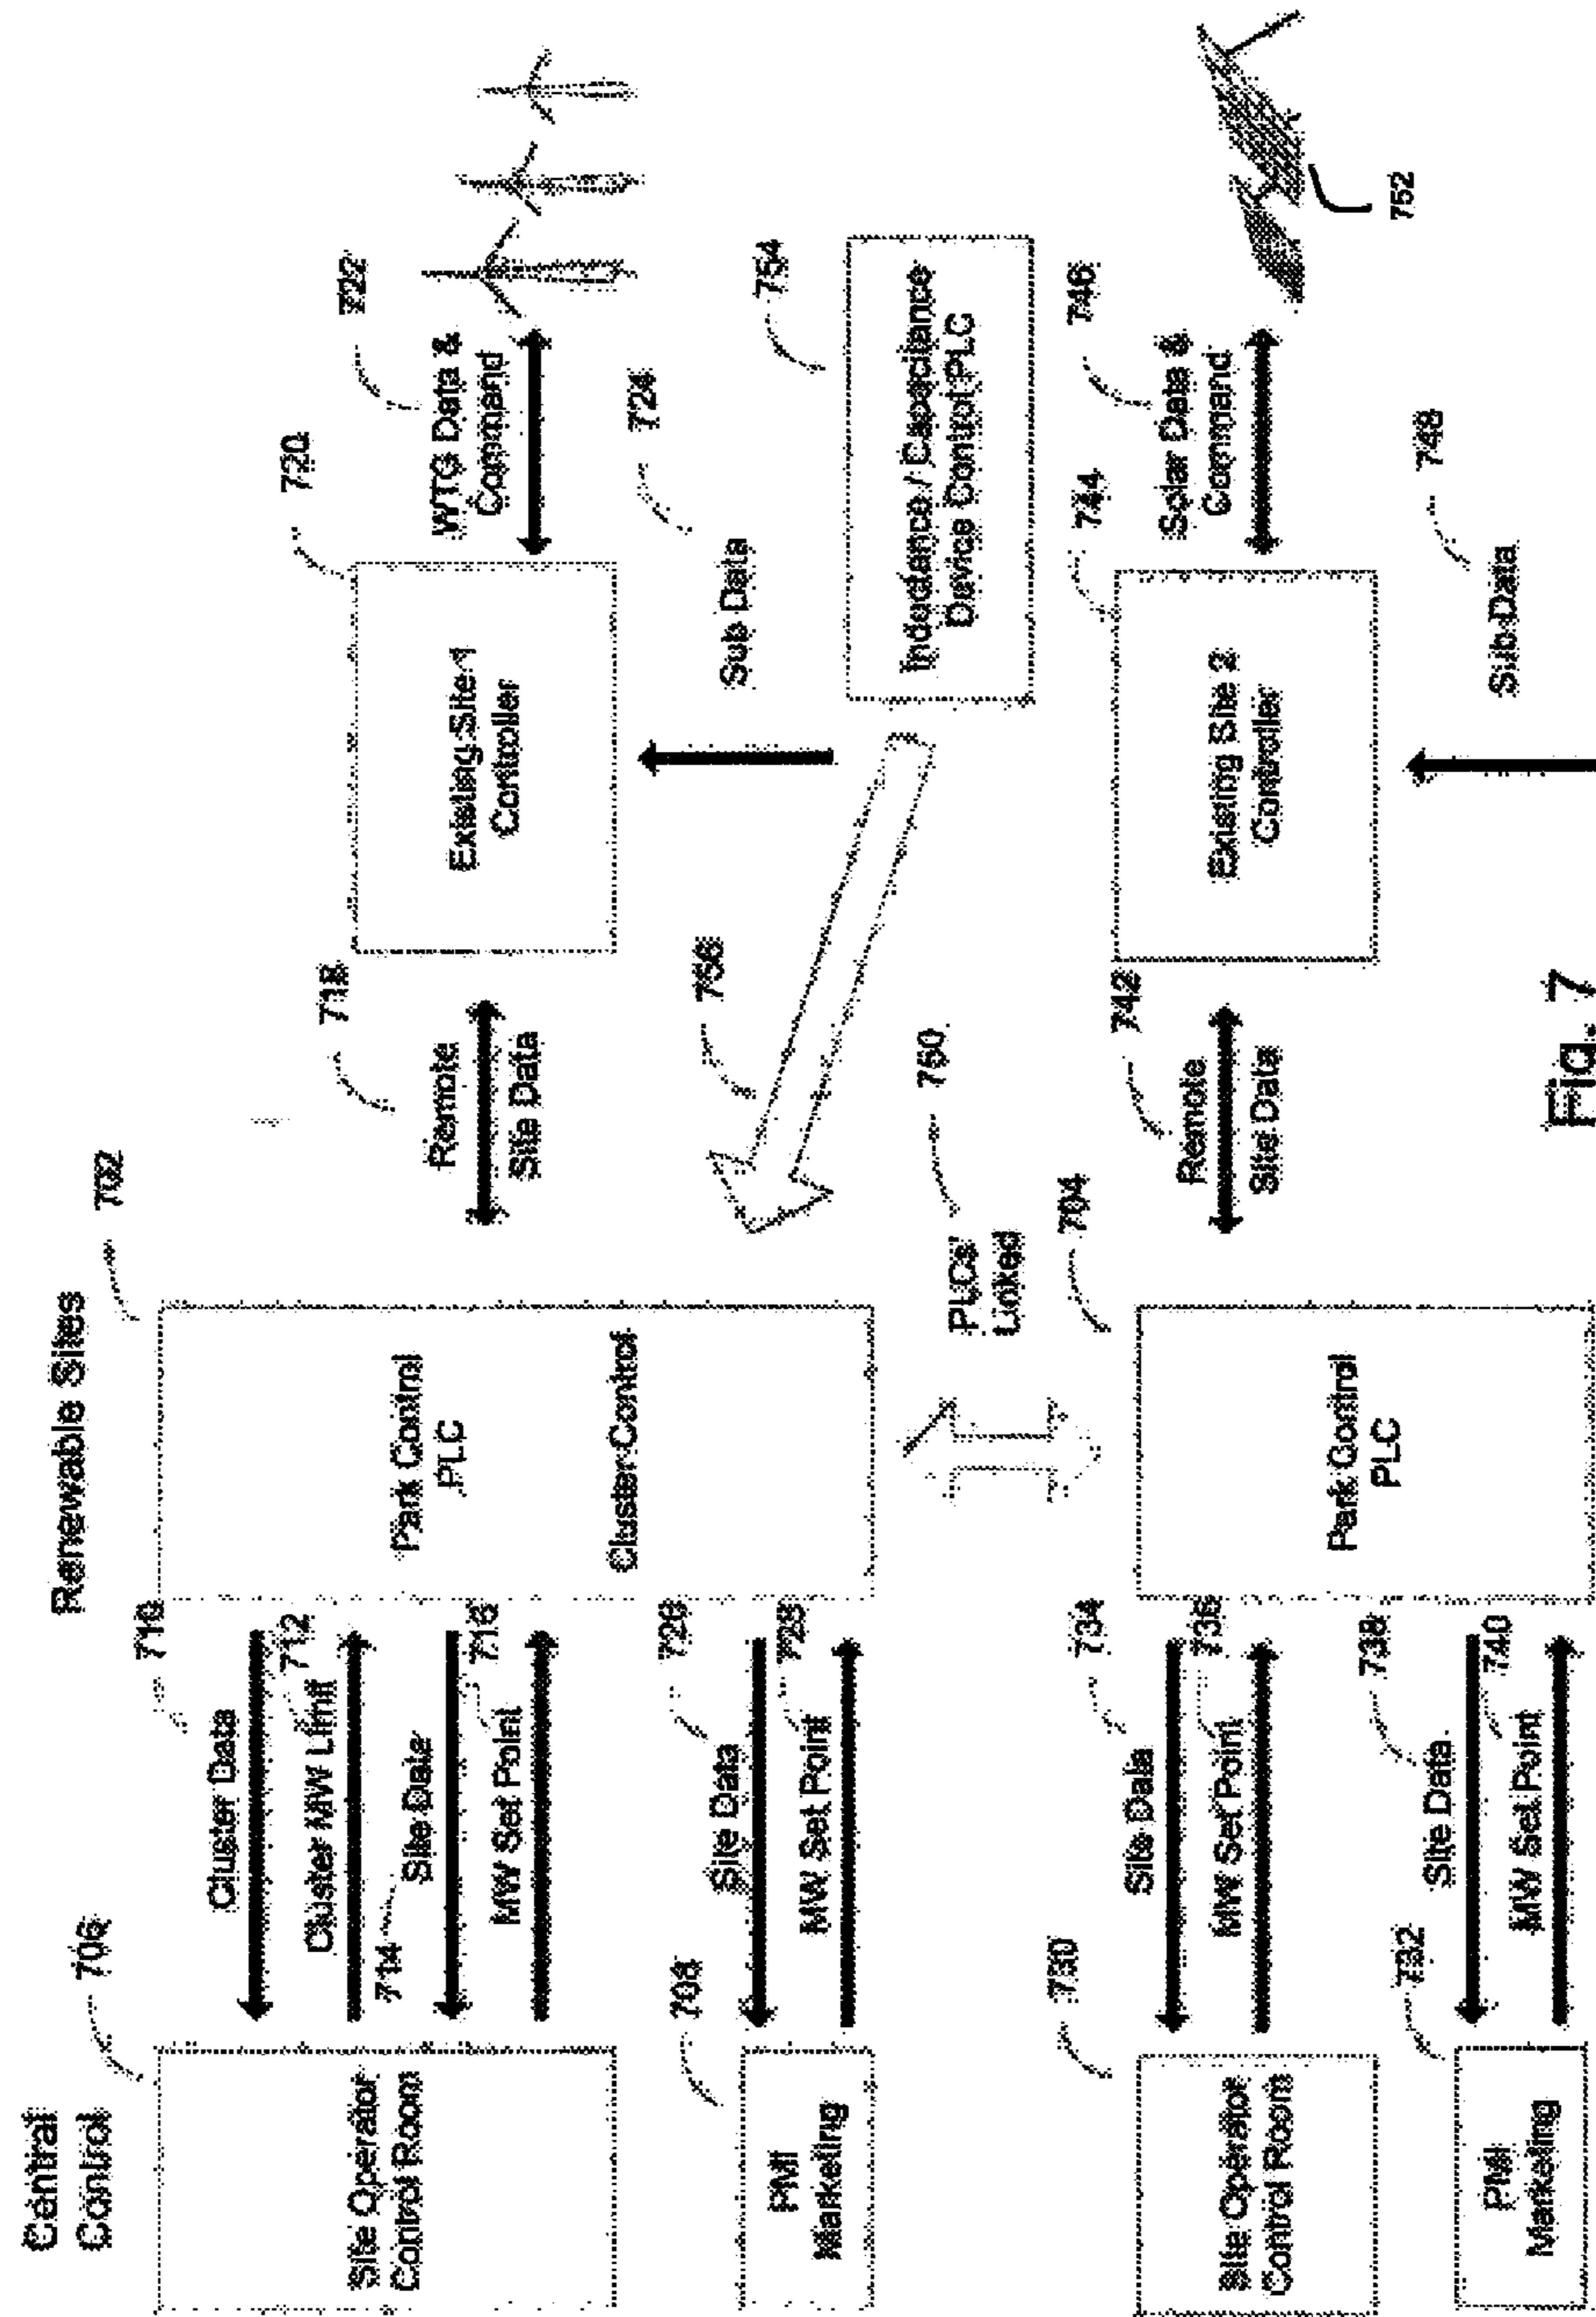 Central
Control
Renewable Sites
706
Site Operator
Control Room
Cluster Data
710
Cluster MW Limit
712
714
Site Data
MW Set Point
716
702
Park Control
PLC
Cluster Control
718
Remote
Site Data
720
Existing Site 1
Controller
722
WTG Data &
Command
724
Sub Data
708
PMI
Marketing
Site Data
726
MW Set Point
728
756
754
Inductance / Capacitance
Device Control PLC
760
PLCs'
Linked
730
Site Operator
Control Room
Site Data
734
MW Set Point
736
704
Park Control
PLC
742
Remote
Site Data
744
Existing Site 2
Controller
746
Solar Data &
Command
752
732
PMI
Marketing
Site Data
738
MW Set Point
740
748
Sub Data
Fig. 7